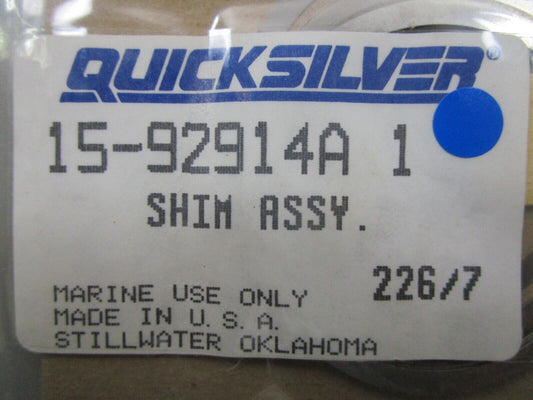 QUICKSILVER®
15-92914A 1
SHIM ASSY.
226/7
MARINE USE ONLY
MADE IN U.S.A.
STILLWATER OKLAHOMA